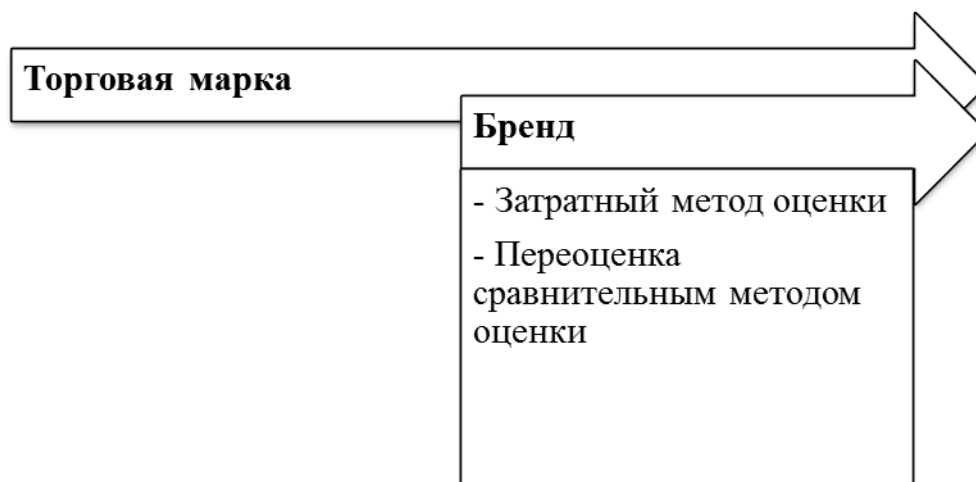 Торговая марка
Бренд
- Затратный метод оценки
- Переоценка
сравнительным методом
оценки